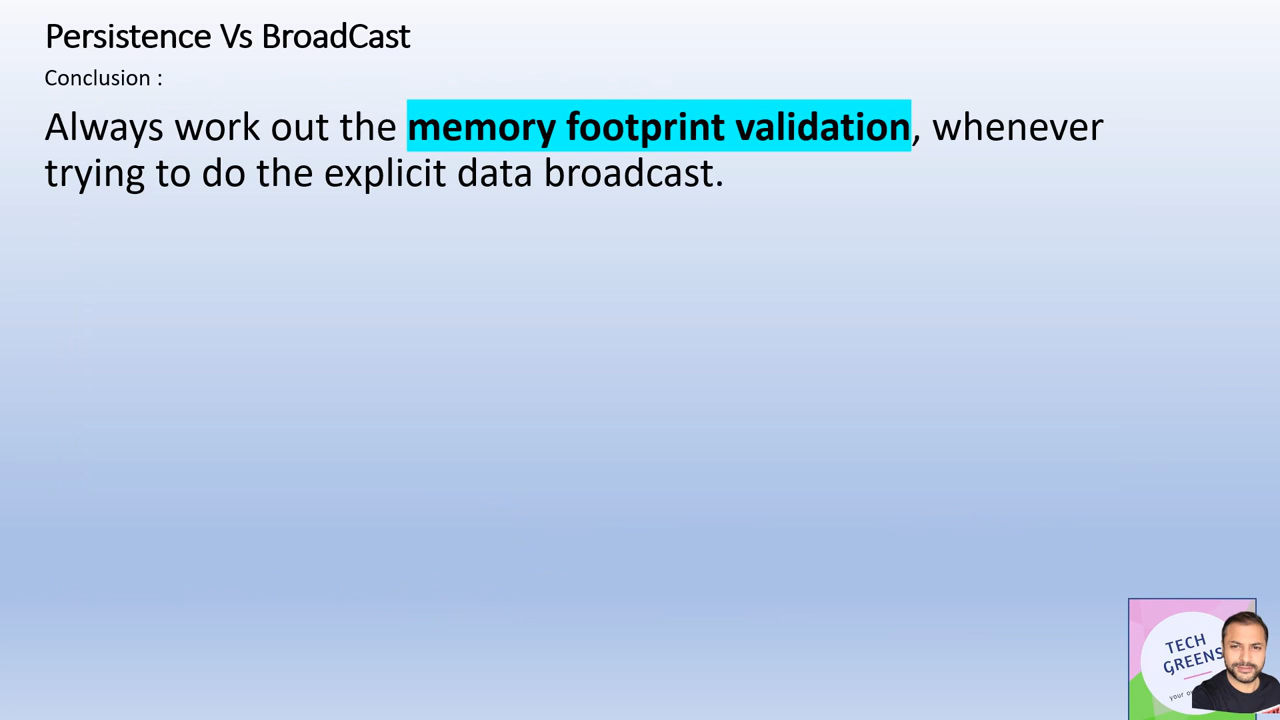 Persistence Vs BroadCast
Conclusion :
Always work out the memory footprint validation, whenever
trying to do the explicit data broadcast.
TECH
GREENS
your